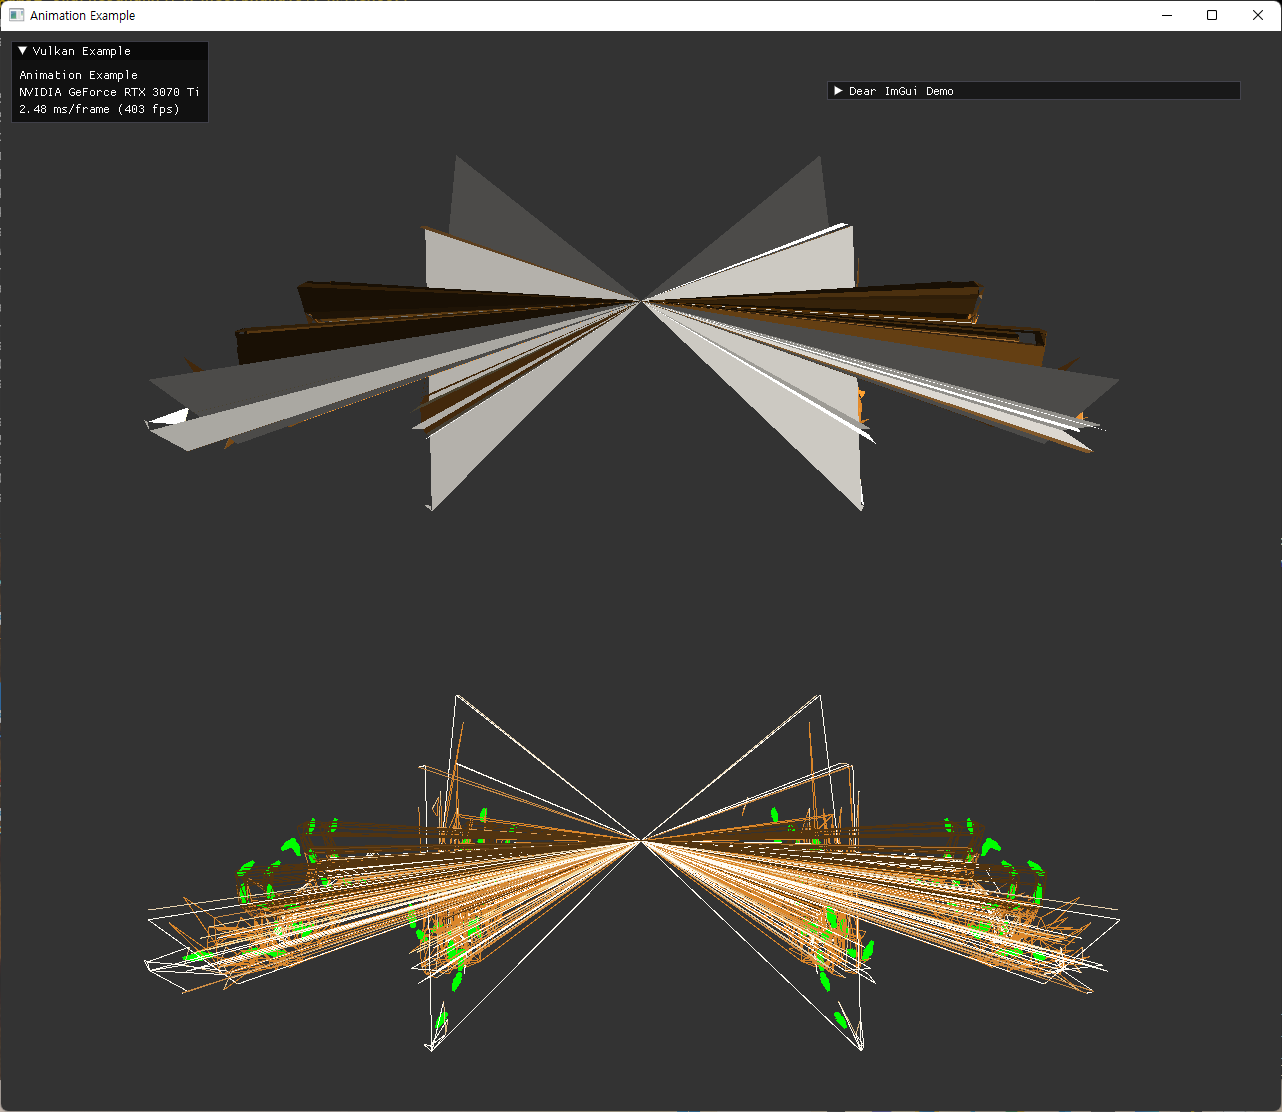 Animation Example
▼ Vulkan Example
Animation Example
NVIDIA GeForce RTX 3070 Ti
2.48 ms/frame (403 fps)
▶ Dear ImGui Demo